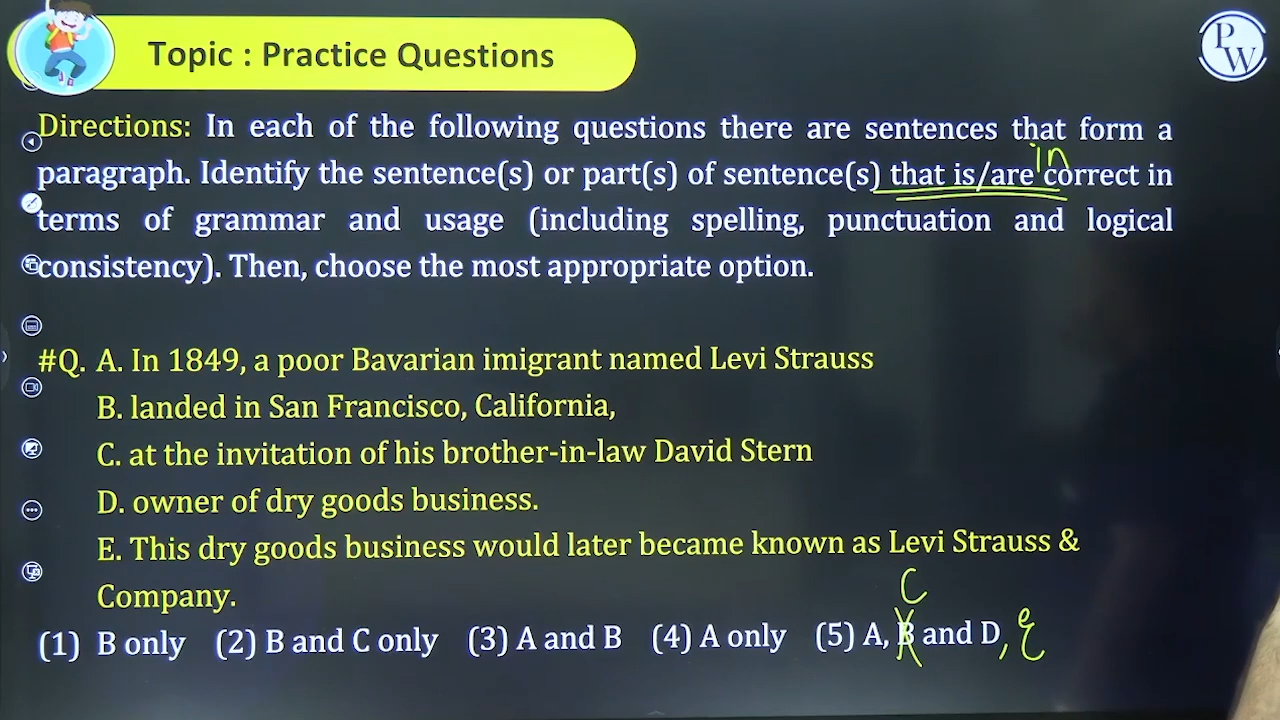 Topic : Practice Questions
P
W
Directions: In each of the following questions there are sentences that form a
in
paragraph. Identify the sentence(s) or part(s) of sentence(s) that is/are correct in
terms of grammar and usage (including spelling, punctuation and logical
consistency). Then, choose the most appropriate option.
#Q. A. In 1849, a poor Bavarian imigrant named Levi Strauss
B. landed in San Francisco, California,
C. at the invitation of his brother-in-law David Stern
D. owner of dry goods business.
E. This dry goods business would later became known as Levi Strauss &
Company.
C
(1) B only (2) B and C only (3) A and B (4) A only (5) A, B and D, E